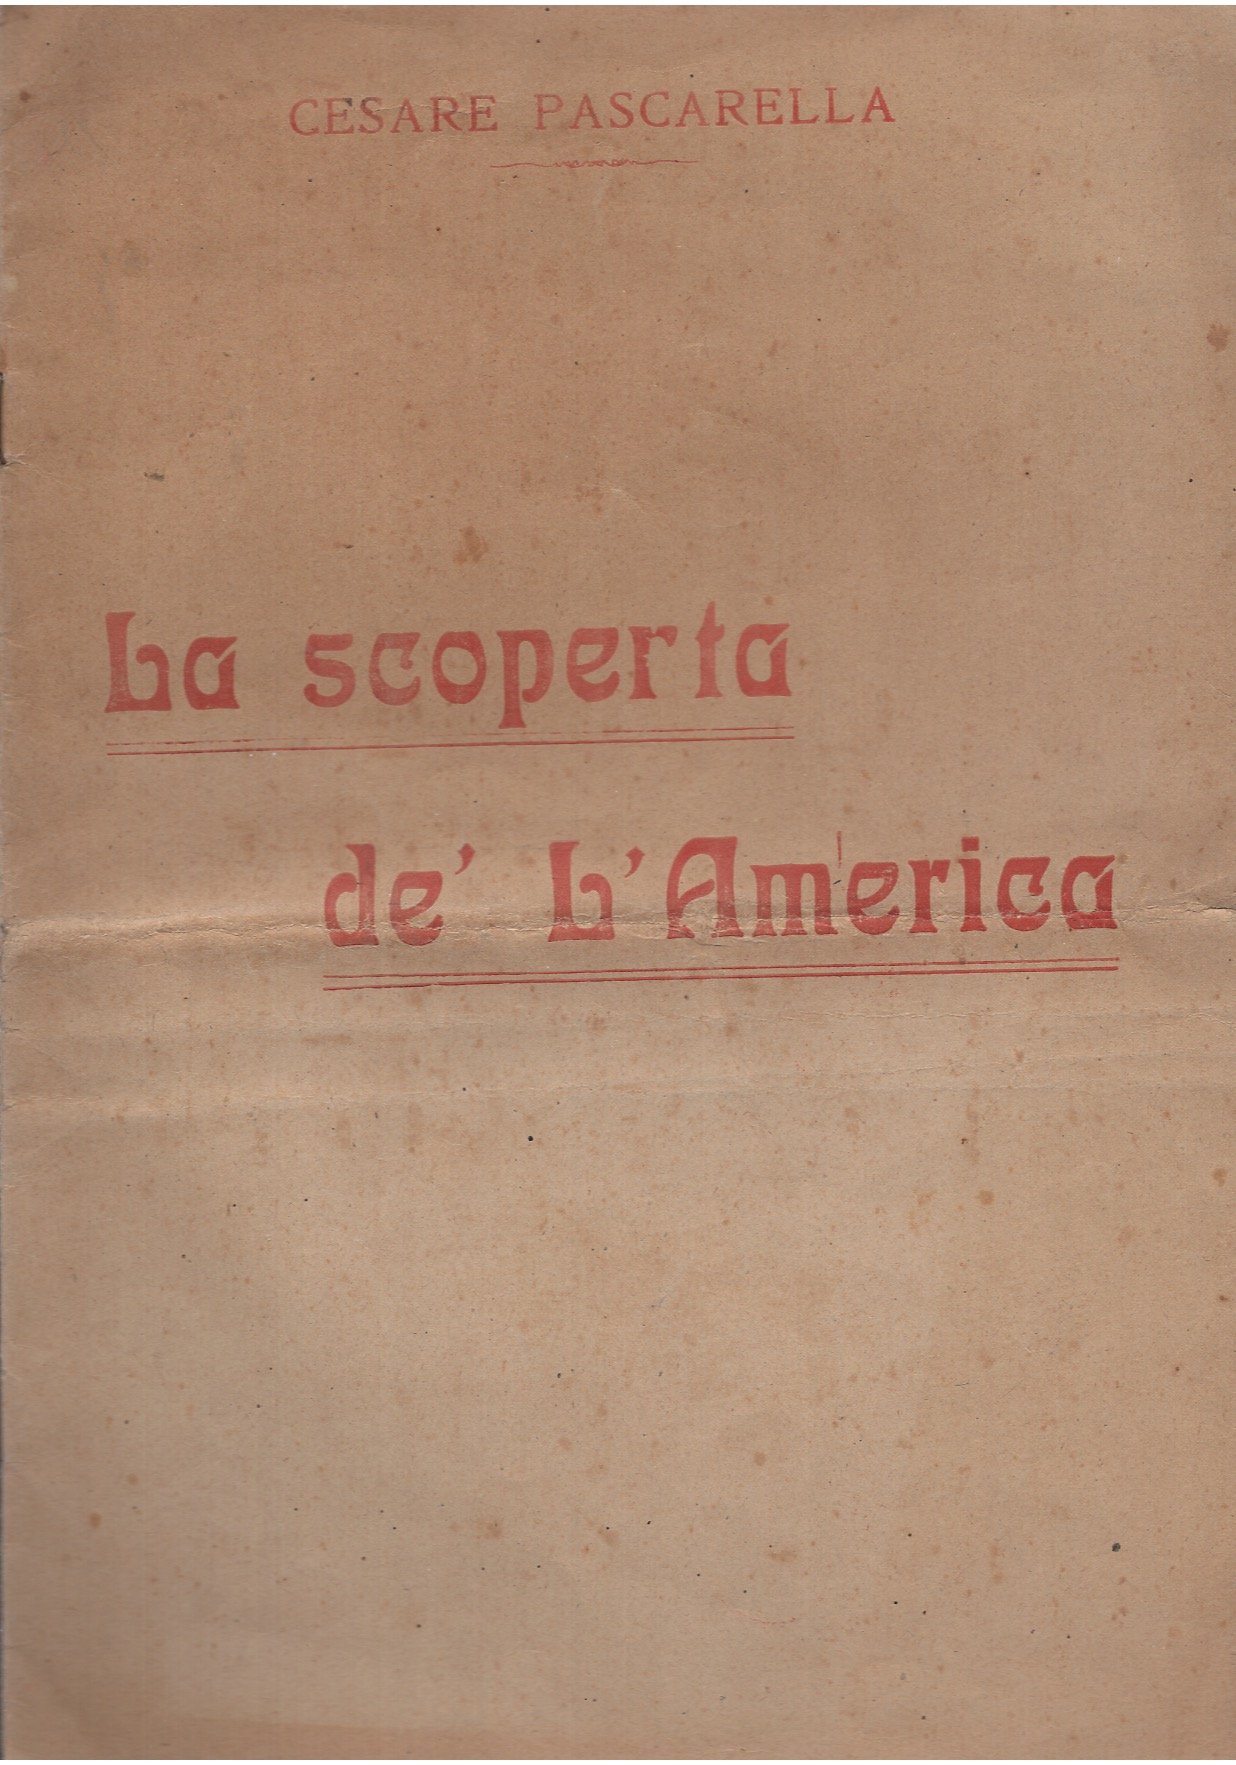 CESARE PASCARELLA
La scoperta
de' L'America